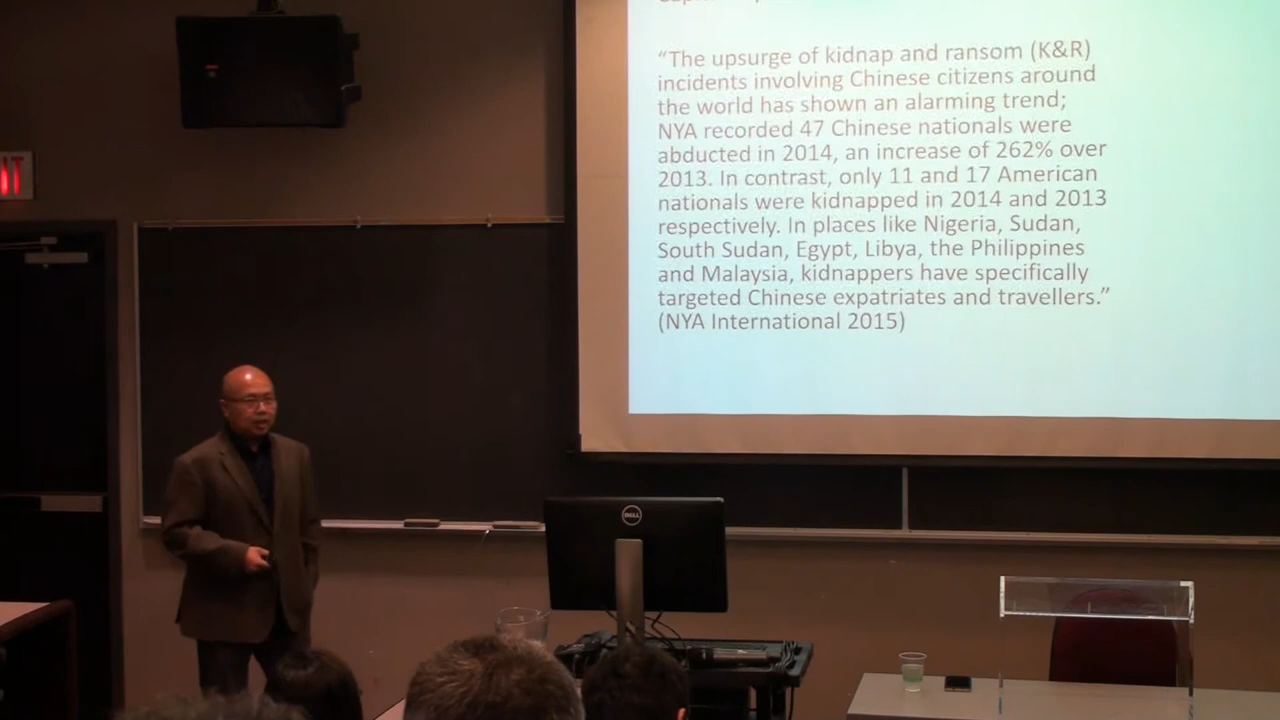 “The upsurge of kidnap and ransom (K&R)
incidents involving Chinese citizens around
the world has shown an alarming trend;
NYA recorded 47 Chinese nationals were
abducted in 2014, an increase of 262% over
2013. In contrast, only 11 and 17 American
nationals were kidnapped in 2014 and 2013
respectively. In places like Nigeria, Sudan,
South Sudan, Egypt, Libya, the Philippines
and Malaysia, kidnappers have specifically
targeted Chinese expatriates and travellers.”
(NYA International 2015)
IT
DELL